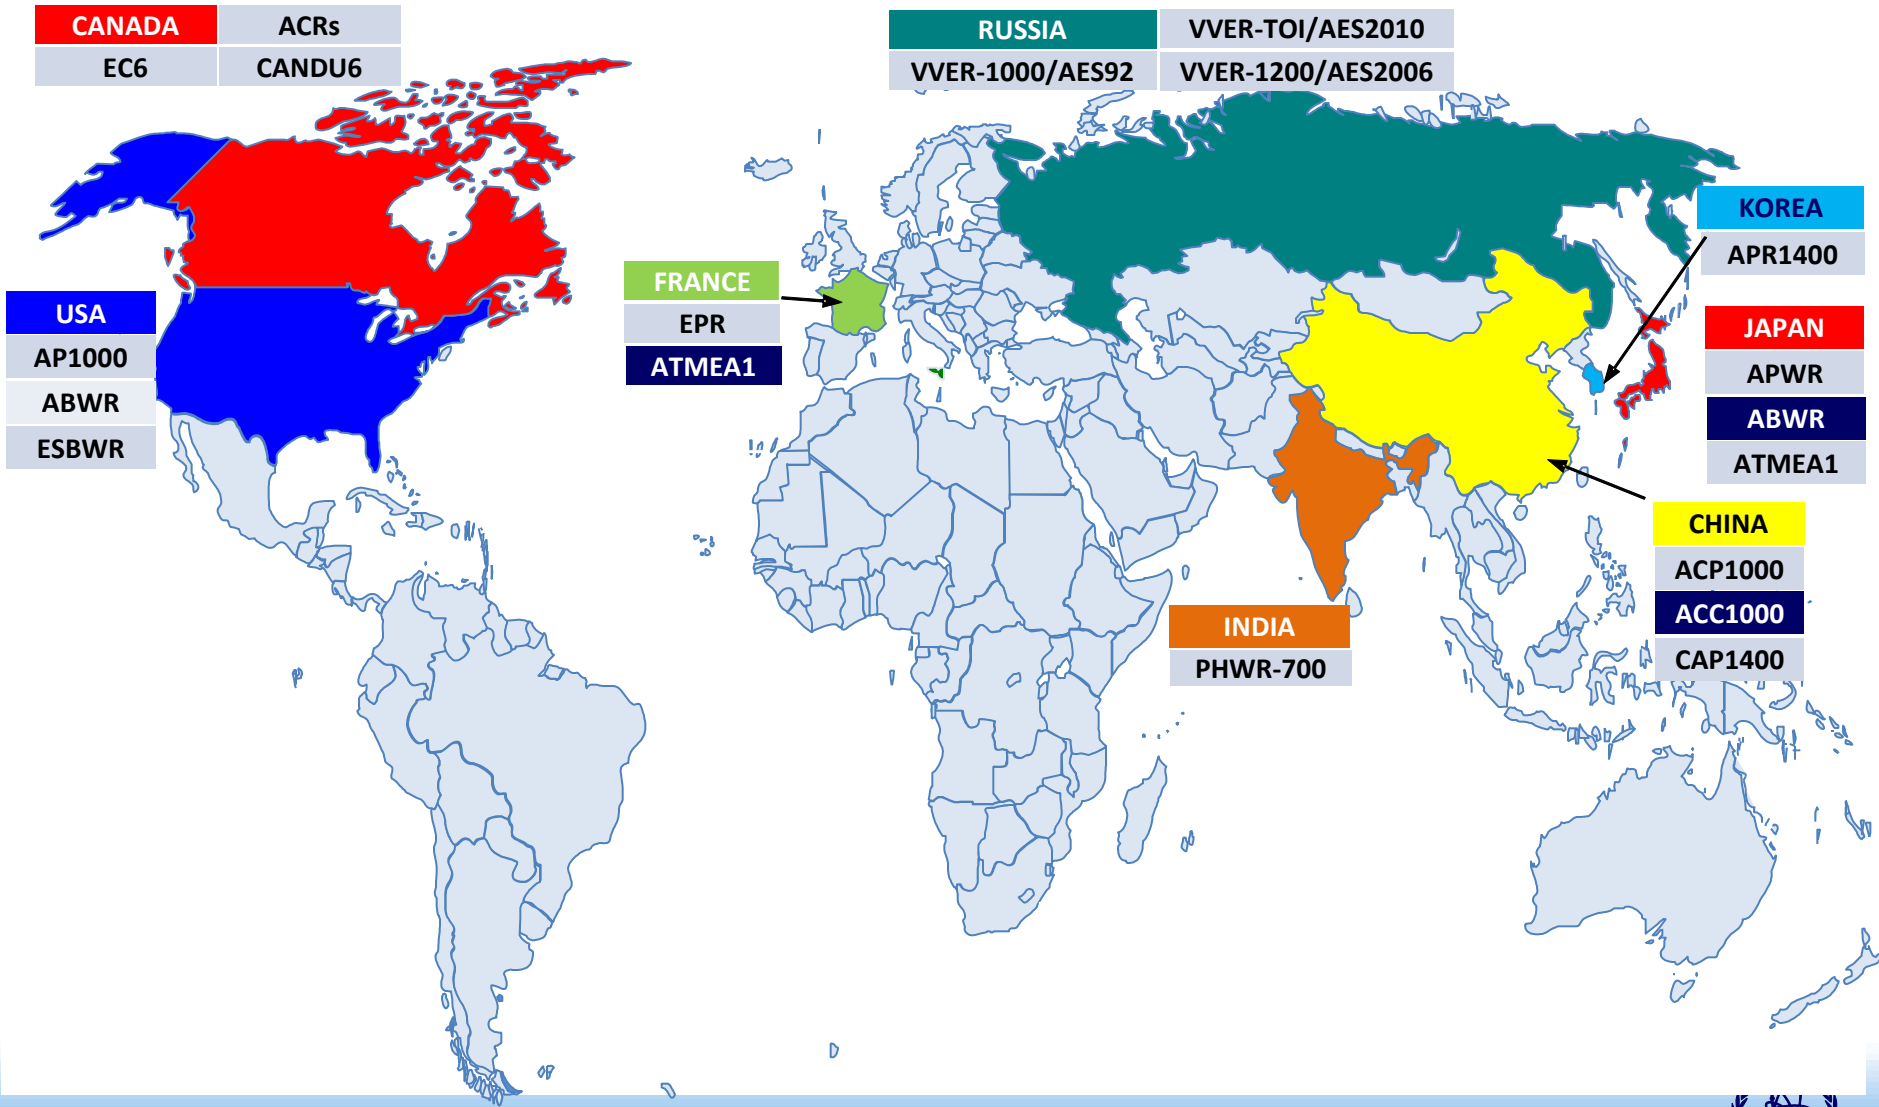 CANADA ACRs
EC6 CANDU6
RUSSIA VVER-TOI/AES2010
VVER-1000/AES92 VVER-1200/AES2006
KOREA
APR1400
FRANCE
EPR
ATMEA1
USA
AP1000
ABWR
ESBWR
JAPAN
APWR
ABWR
ATMEA1
CHINA
ACP1000
ACC1000
CAP1400
INDIA
PHWR-700